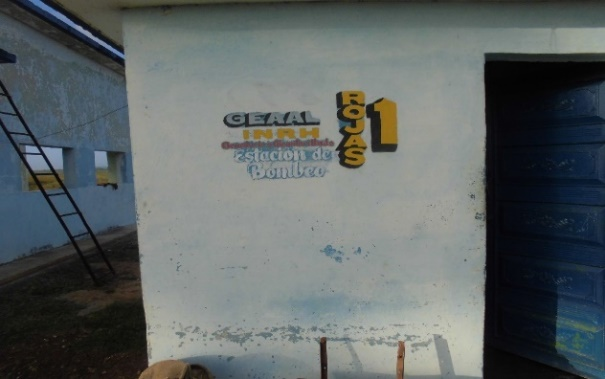 GEAAL
INRH
Estación de
Bombeo
ROJAS
1